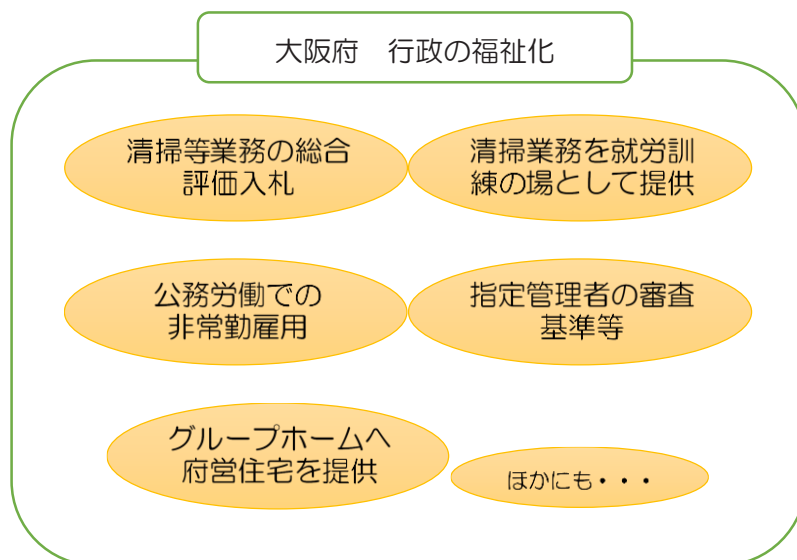 大阪府　行政の福祉化
清掃等業務の総合
評価入札
清掃業務を就労訓
練の場として提供
公務労働での
非常勤雇用
指定管理者の審査
基準等
グループホームへ
府営住宅を提供
ほかにも・・・